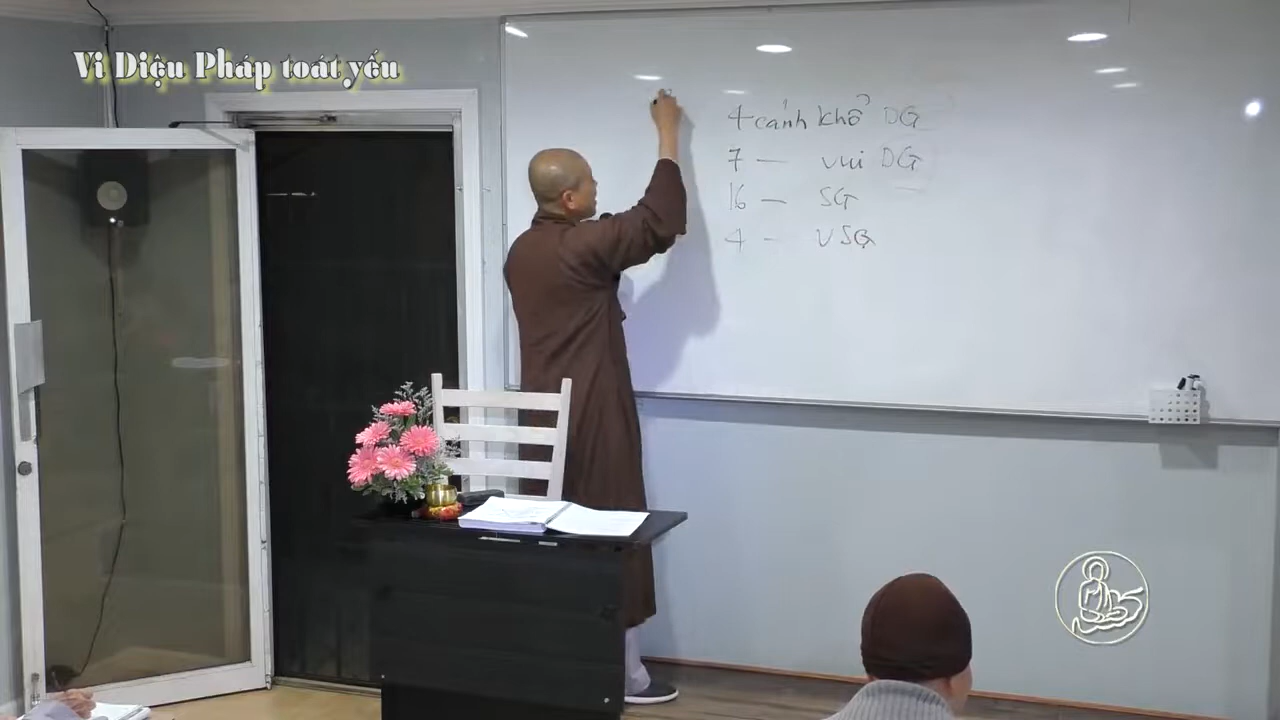 Vi Diệu Pháp toát yếu
4 cảnh khổ DG
7 — vui DG
16 — SG
4 - VSG